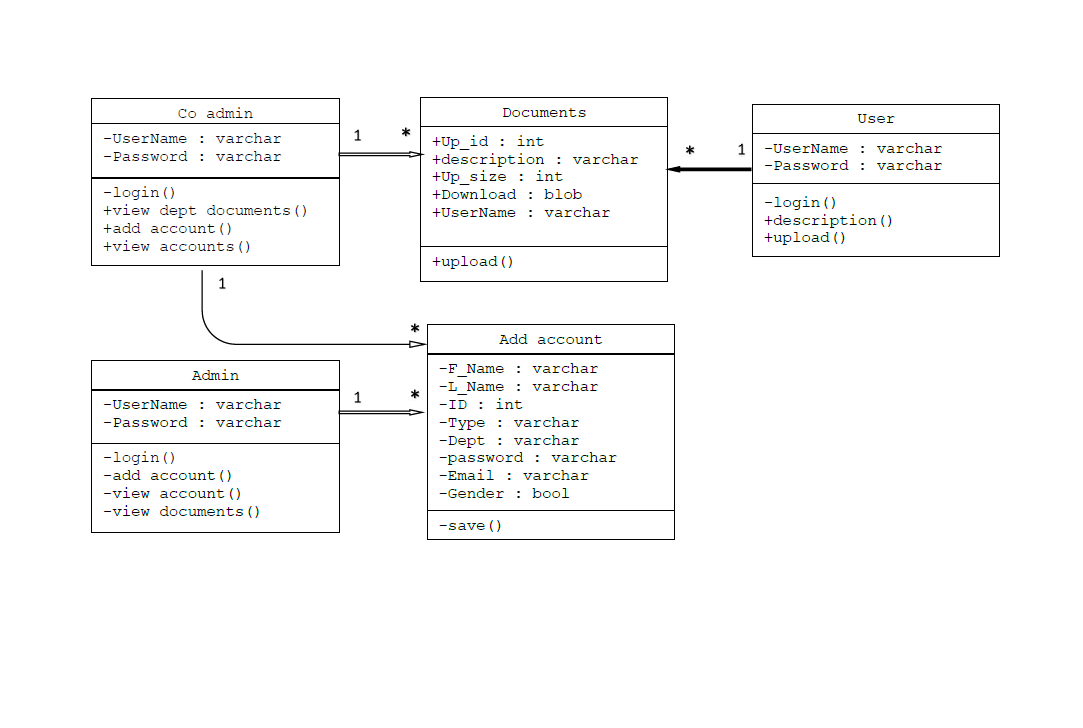 Co admin
-UserName : varchar
-Password : varchar
-login()
+view dept documents()
+add account()
+view accounts()
1
*
Documents
+Up_id : int
+description : varchar
+Up_size : int
+Download : blob
+UserName : varchar
+upload()
*
1
User
-UserName : varchar
-Password : varchar
-login()
+description()
+upload()
1
*
Admin
-UserName : varchar
-Password : varchar
-login()
-add account()
-view account()
-view documents()
1
*
Add account
-F_Name : varchar
-L_Name : varchar
-ID : int
-Type : varchar
-Dept : varchar
-password : varchar
-Email : varchar
-Gender : bool
-save()